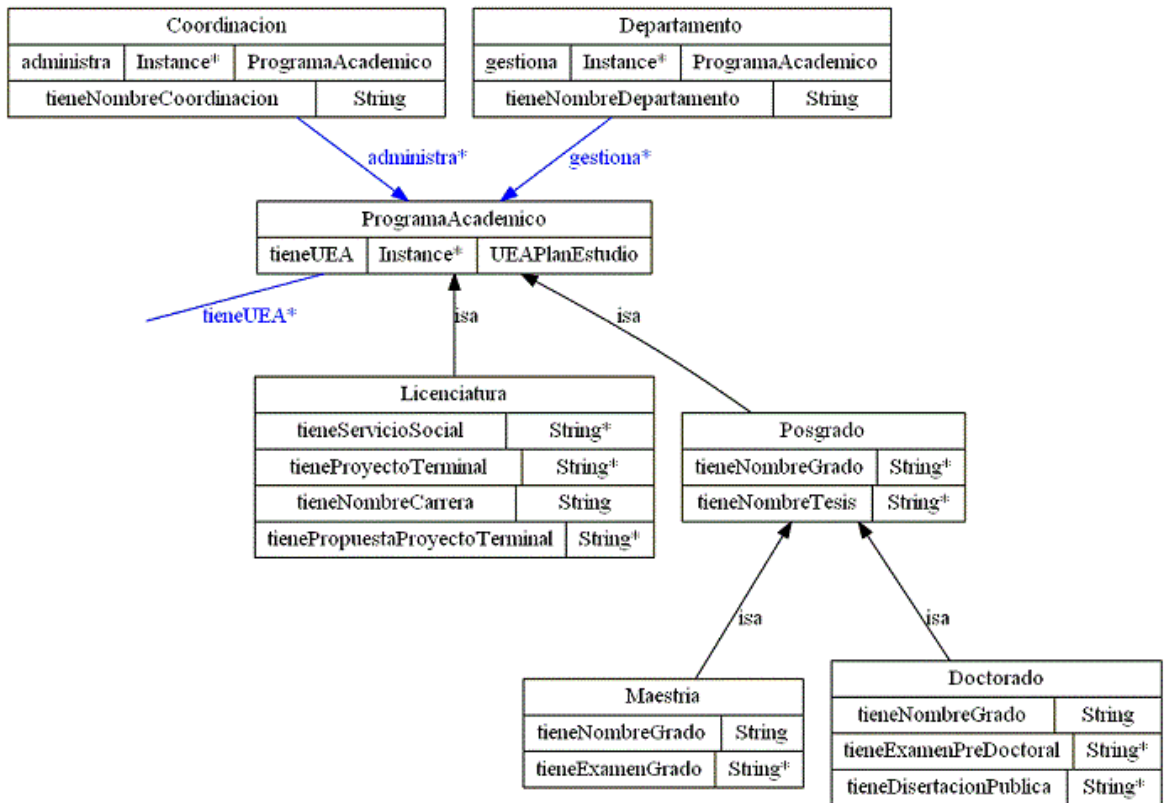 Coordinacion
administra Instance* ProgramaAcademico
tieneNombreCoordinacion String
Departamento
gestiona Instance* ProgramaAcademico
tieneNombreDepartamento String
administra*
gestiona*
ProgramaAcademico
tieneUEA Instance* UEAPlanEstudio
tieneUEA*
isa
isa
Licenciatura
tieneServicioSocial String*
tieneProyectoTerminal String*
tieneNombreCarrera String
tienePropuestaProyectoTerminal String*
Posgrado
tieneNombreGrado String*
tieneNombreTesis String*
isa
isa
Maestria
tieneNombreGrado String
tieneExamenGrado String*
Doctorado
tieneNombreGrado String
tieneExamenPreDoctoral String*
tieneDisertacionPublica String*